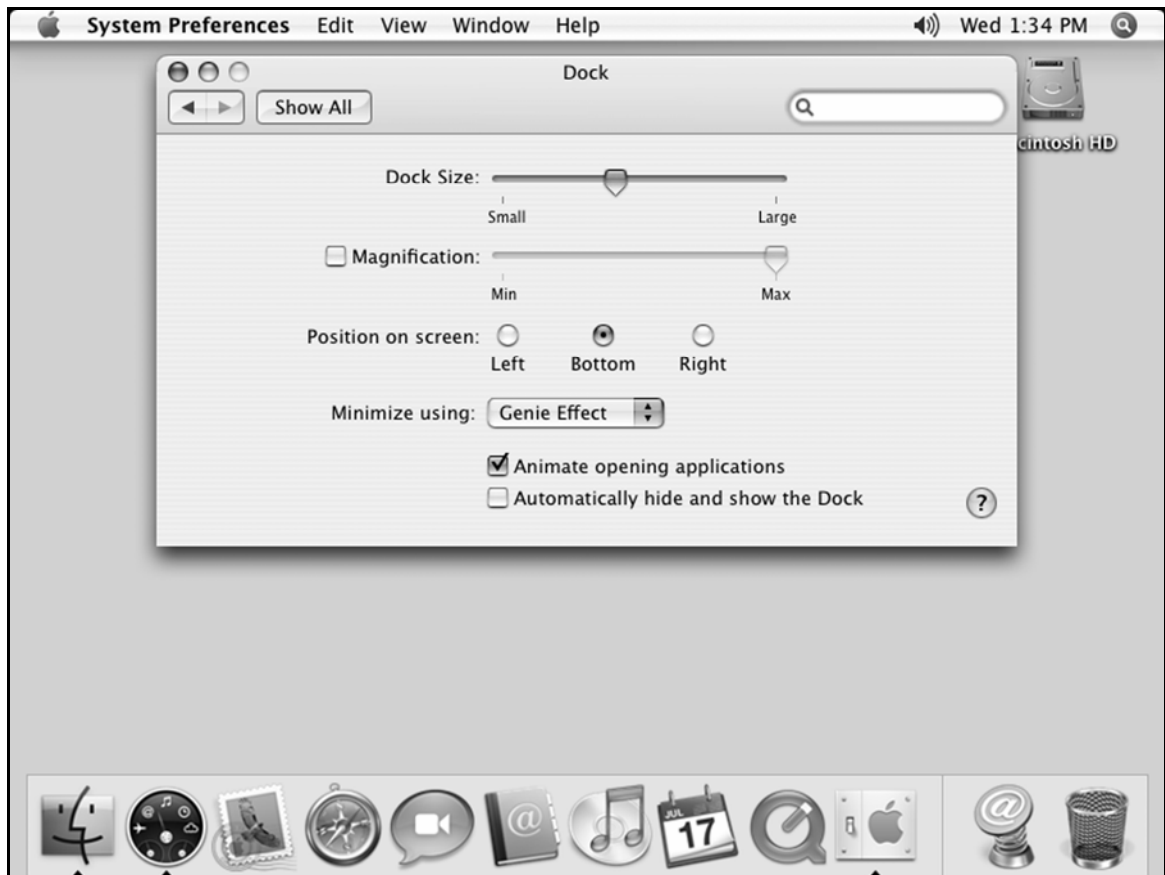 System Preferences Edit View Window Help Wed 1:34 PM
Dock
Show All
cintosh HD
Dock Size:
Small Large
Magnification:
Min Max
Position on screen:
Left Bottom Right
Minimize using: Genie Effect
Animate opening applications
Automatically hide and show the Dock
?
@ @
JUL
17
@